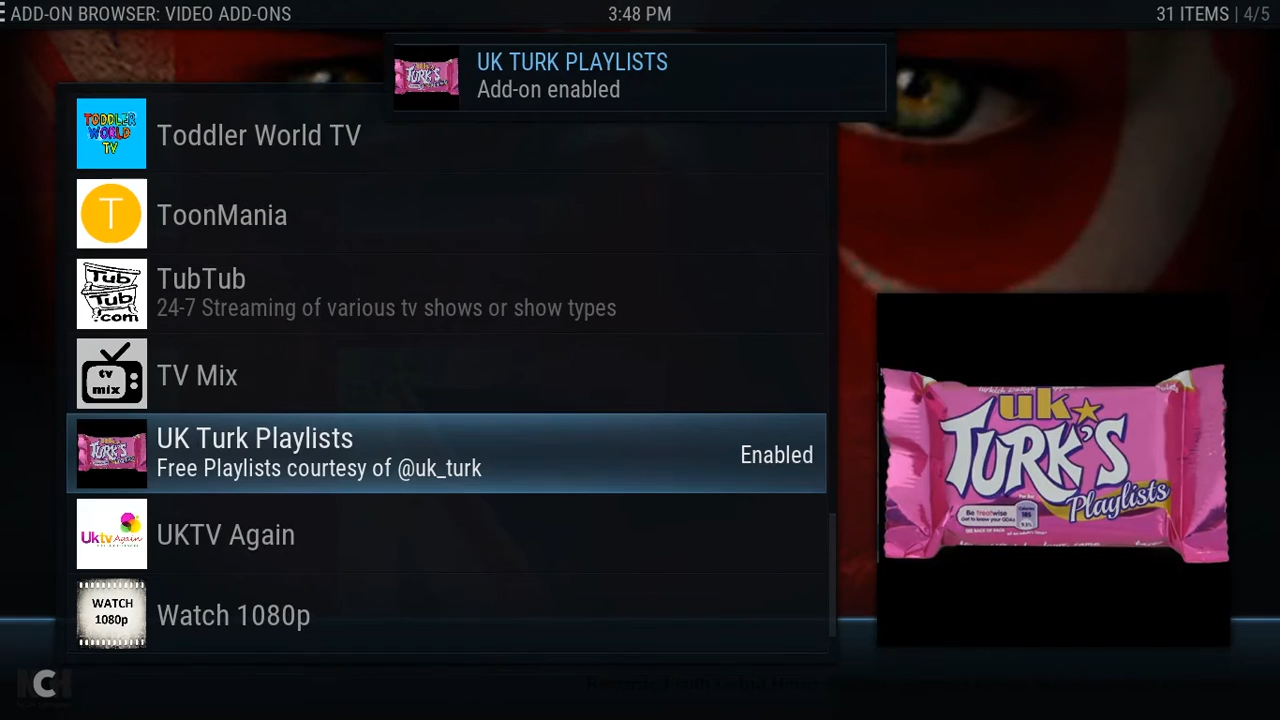 ADD-ON BROWSER: VIDEO ADD-ONS
3:48 PM
31 ITEMS | 4/5
UK TURK PLAYLISTS
Add-on enabled
TODDLER
WORLD
TV
Toddler World TV
T
ToonMania
Tub
Tub
.com
TubTub
24-7 Streaming of various tv shows or show types
tv
mix
TV Mix
UK Turk Playlists
Free Playlists courtesy of @uk_turk
Enabled
Uktv Again
UKTV Again
WATCH
1080p
Watch 1080p
uk
TURK'S
Playlists
Be treatwise
NCH